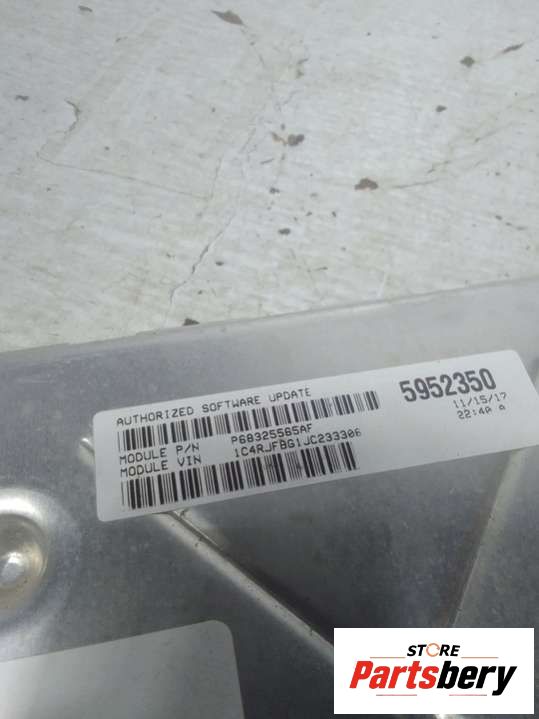 AUTHORIZED SOFTWARE UPDATE
5952350
11/15/17
22:40 A
MODULE P/N P68325565AF
MODULE VIN 1C4RJFBG1JC233306
STORE
Partsbery